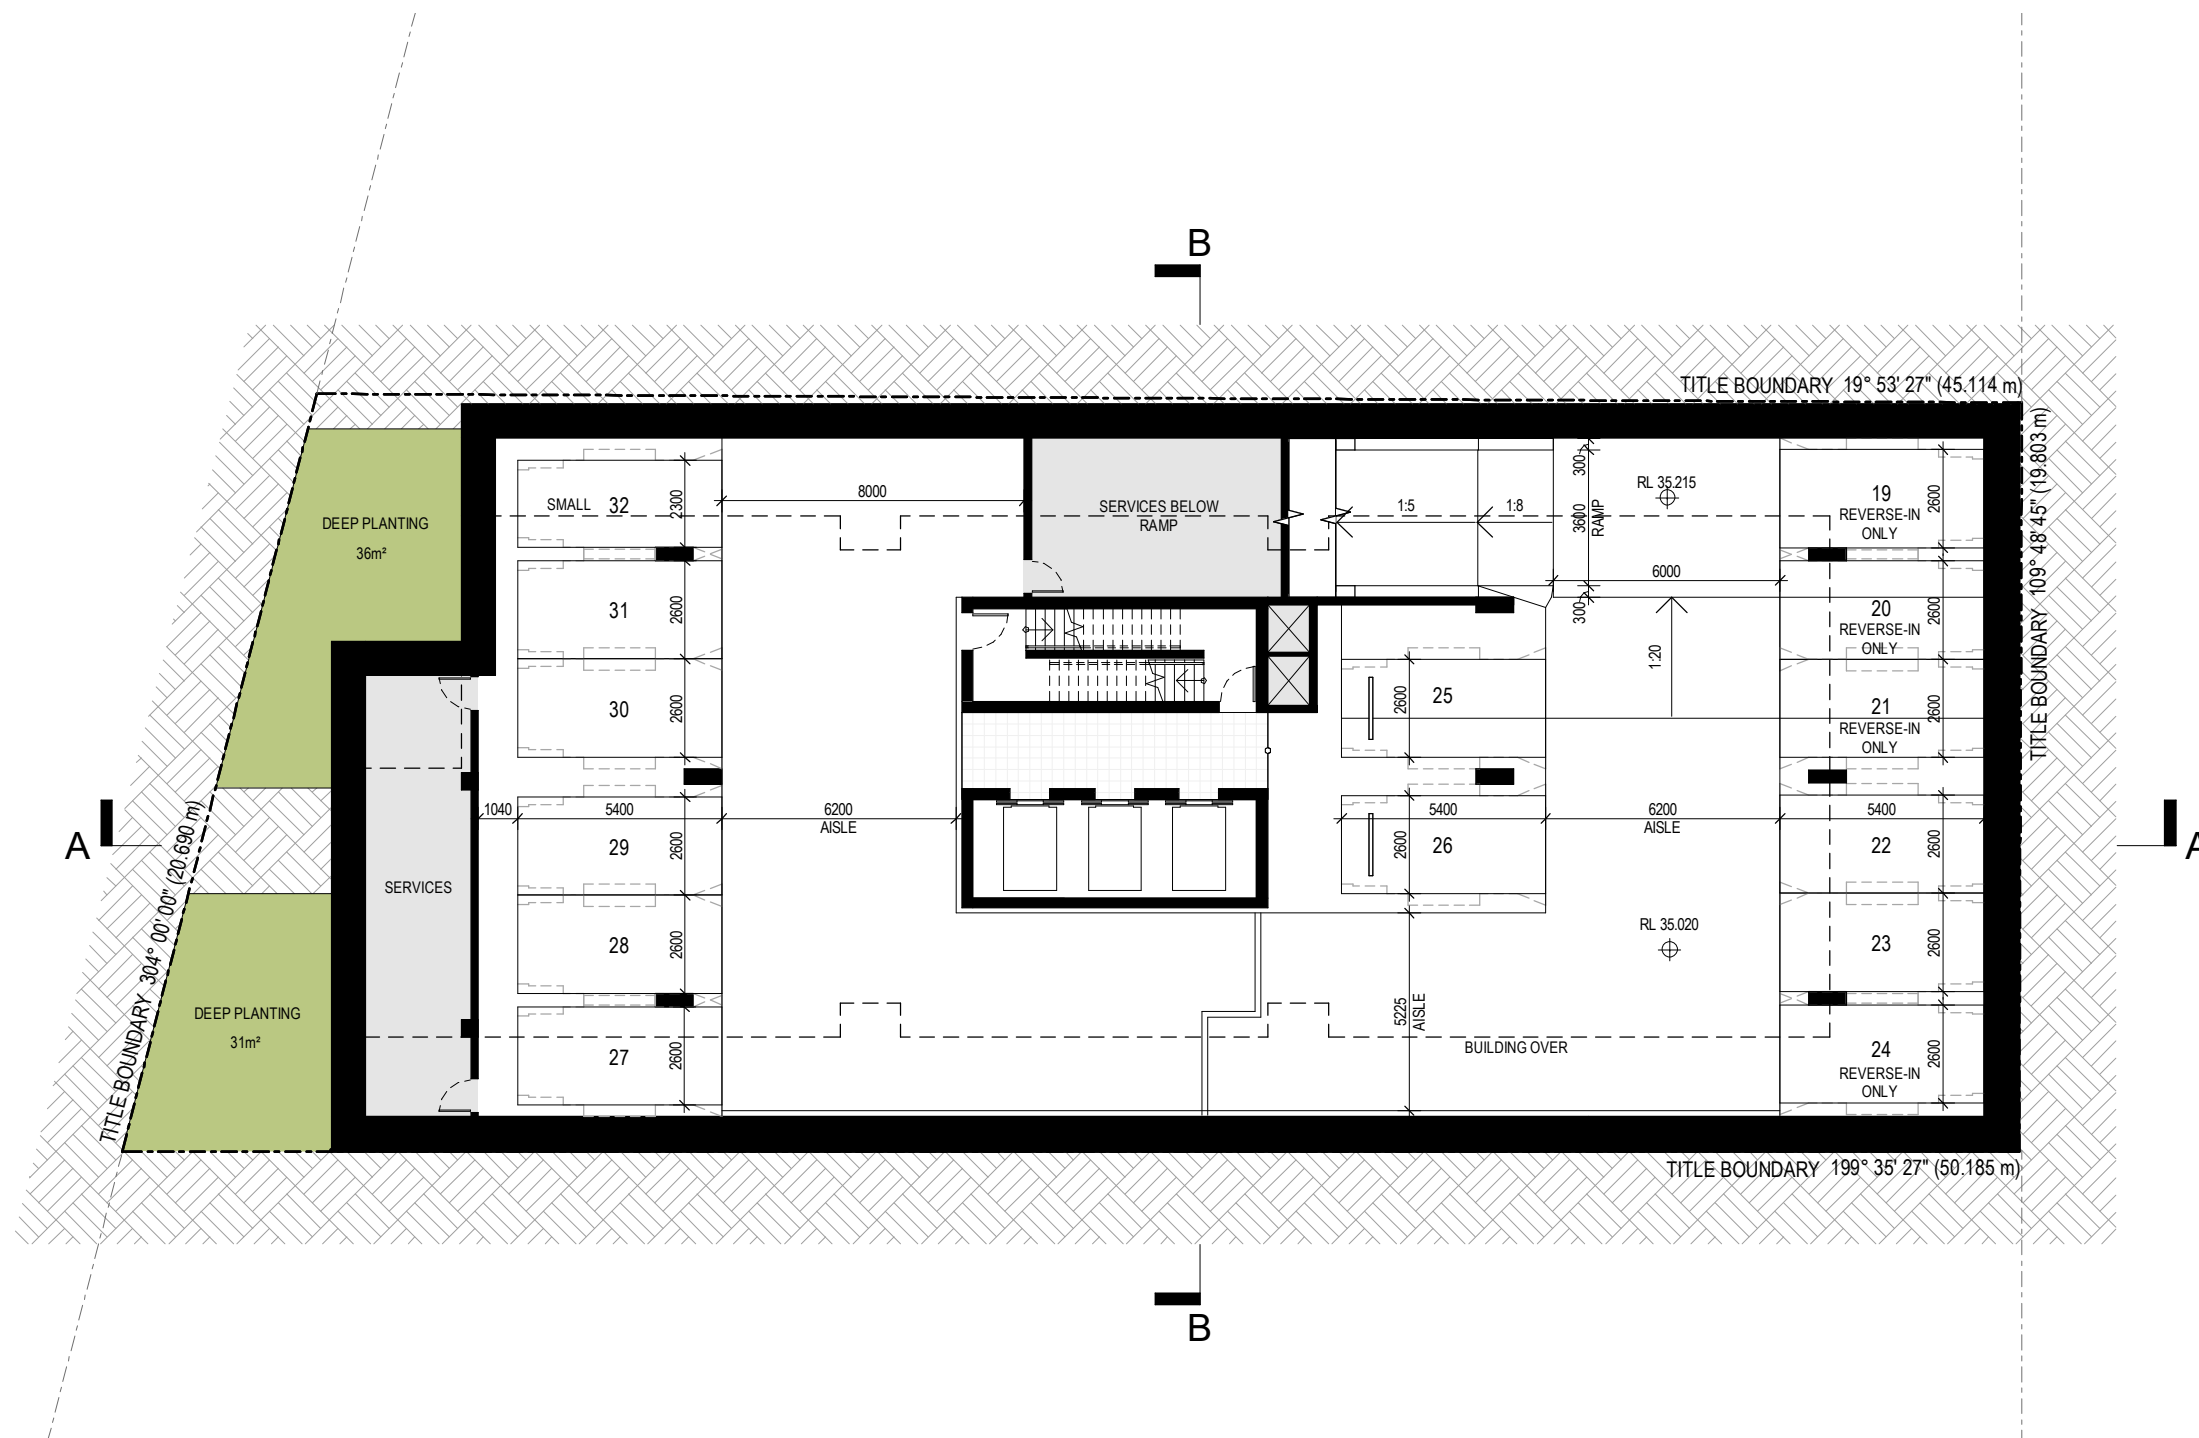 B
TITLE BOUNDARY 19° 53' 27" (45.114 m)
TITLE BOUNDARY 109° 48' 45" (19.803 m)
DEEP PLANTING
36m²
SMALL 32
2300
8000
SERVICES BELOW
RAMP
1:5
1:8
300
3600
RAMP
300
RL 35.215
6000
19
REVERSE-IN
ONLY
2600
31
2600
20
REVERSE-IN
ONLY
2600
1:20
30
2600
25
2600
21
REVERSE-IN
ONLY
2600
A
1040
5400
6200
AISLE
5400
6200
AISLE
5400
A
29
2600
26
2600
22
2600
SERVICES
TITLE BOUNDARY 304° 00' 00" (20.690 m)
28
2600
RL 35.020
23
2600
DEEP PLANTING
31m²
27
2600
5225
AISLE
BUILDING OVER
24
REVERSE-IN
ONLY
2600
TITLE BOUNDARY 199° 35' 27" (50.185 m)
B